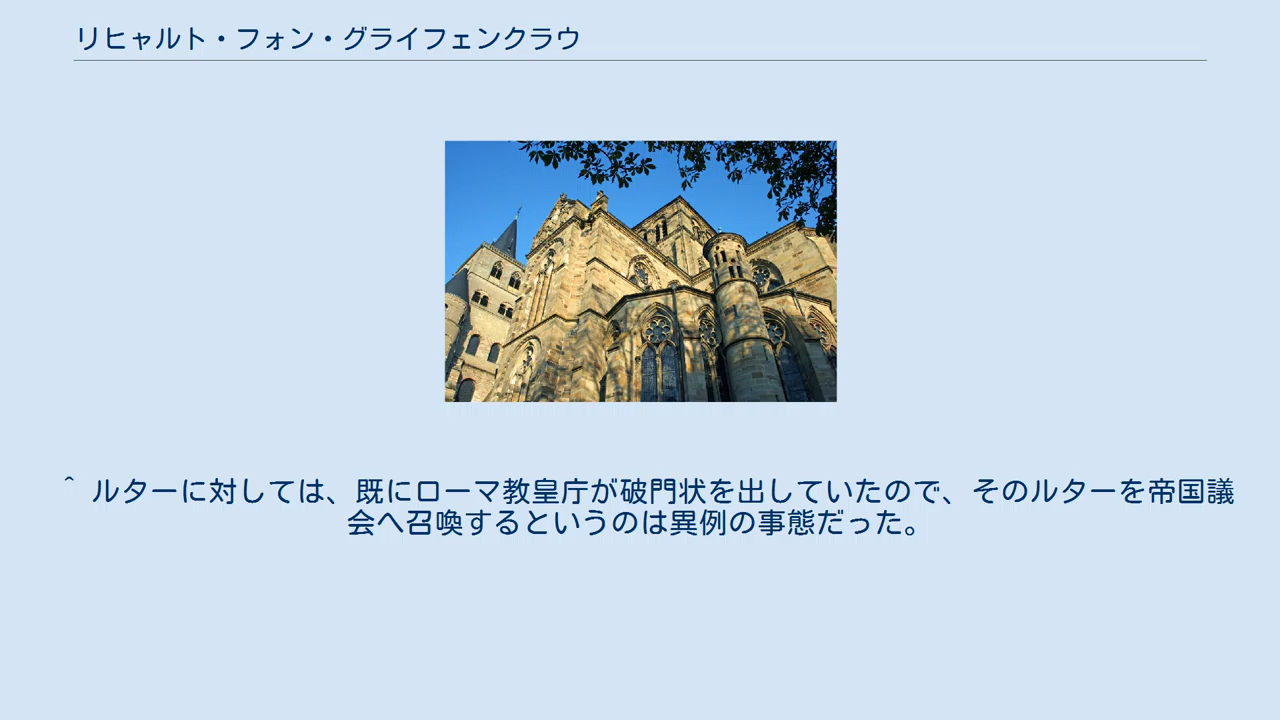 リヒャルト・フォン・グライフェンクラウ
^ ルターに対しては、既にローマ教皇庁が破門状を出していたので、そのルターを帝国議
会へ召喚するというのは異例の事態だった。